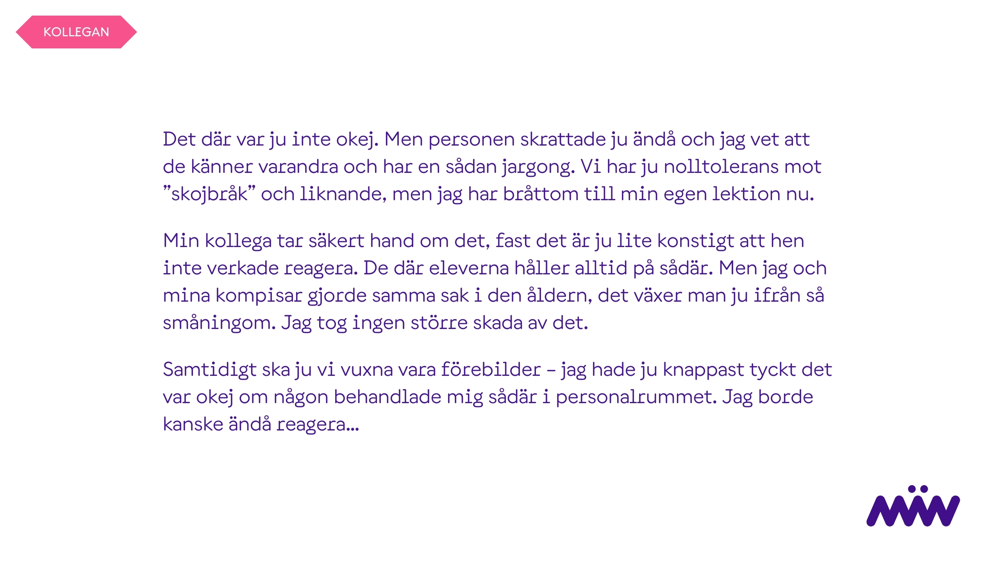 KOLLEGAN
Det där var ju inte okej. Men personen skrattade ju ändå och jag vet att
de känner varandra och har en sådan jargong. Vi har ju nolltolerans mot
”skojbråk” och liknande, men jag har bråttom till min egen lektion nu.
Min kollega tar säkert hand om det, fast det är ju lite konstigt att hen
inte verkade reagera. De där eleverna håller alltid på sådär. Men jag och
mina kompisar gjorde samma sak i den åldern, det växer man ju ifrån så
småningom. Jag tog ingen större skada av det.
Samtidigt ska ju vi vuxna vara förebilder – jag hade ju knappast tyckt det
var okej om någon behandlade mig sådär i personalrummet. Jag borde
kanske ändå reagera...
MÄN